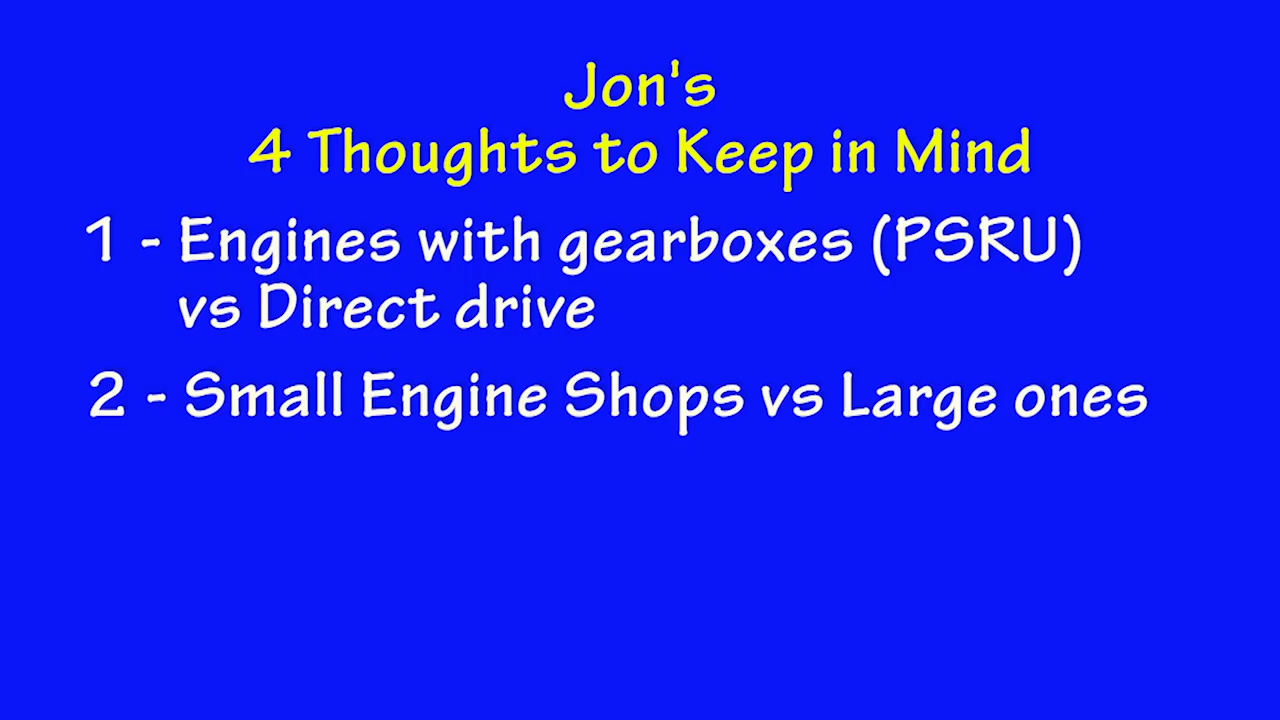 Jon's
4 Thoughts to Keep in Mind
1 - Engines with gearboxes (PSRU)
vs Direct drive
2 - Small Engine Shops vs Large ones